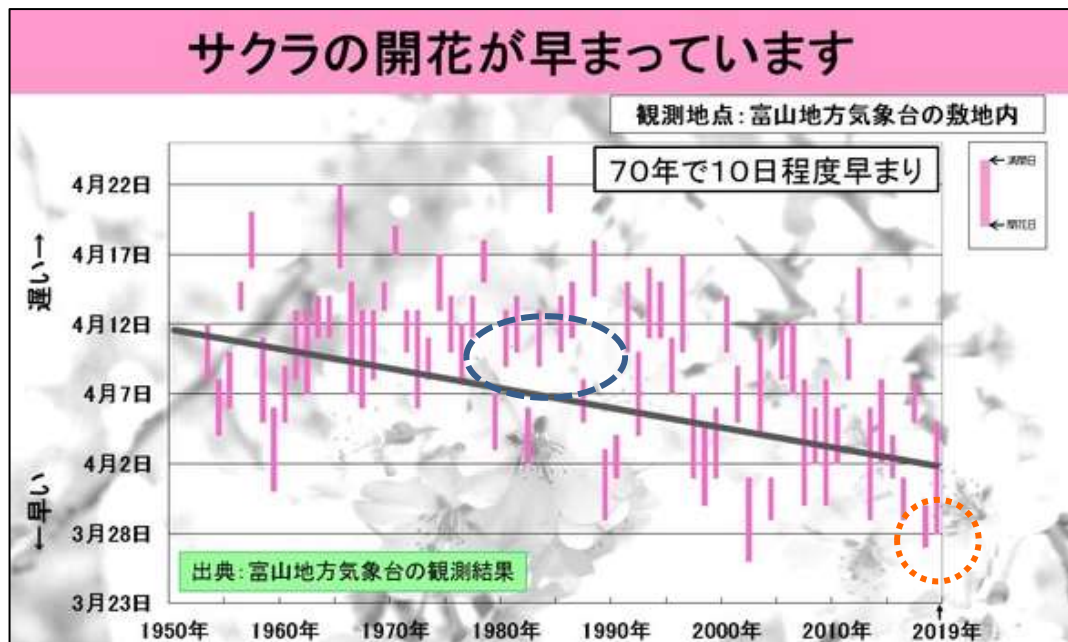 サクラの開花が早まっています
観測地点:富山地方気象台の敷地内
70年で10日程度早まり
満開日
開花日
遅い→
←早い
4月22日
4月17日
4月12日
4月7日
4月2日
3月28日
3月23日
出典:富山地方気象台の観測結果
1950年
1960年
1970年
1980年
1990年
2000年
2010年
2019年